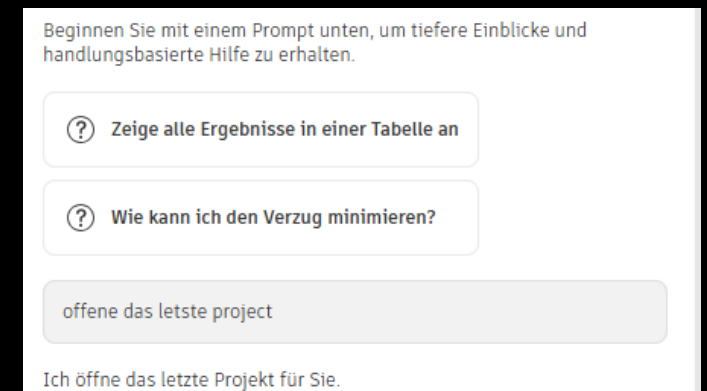 Beginnen Sie mit einem Prompt unten, um tiefere Einblicke und
handlungsbasierte Hilfe zu erhalten.
Zeige alle Ergebnisse in einer Tabelle an
Wie kann ich den Verzug minimieren?
offene das letste project
Ich öffne das letzte Projekt für Sie.